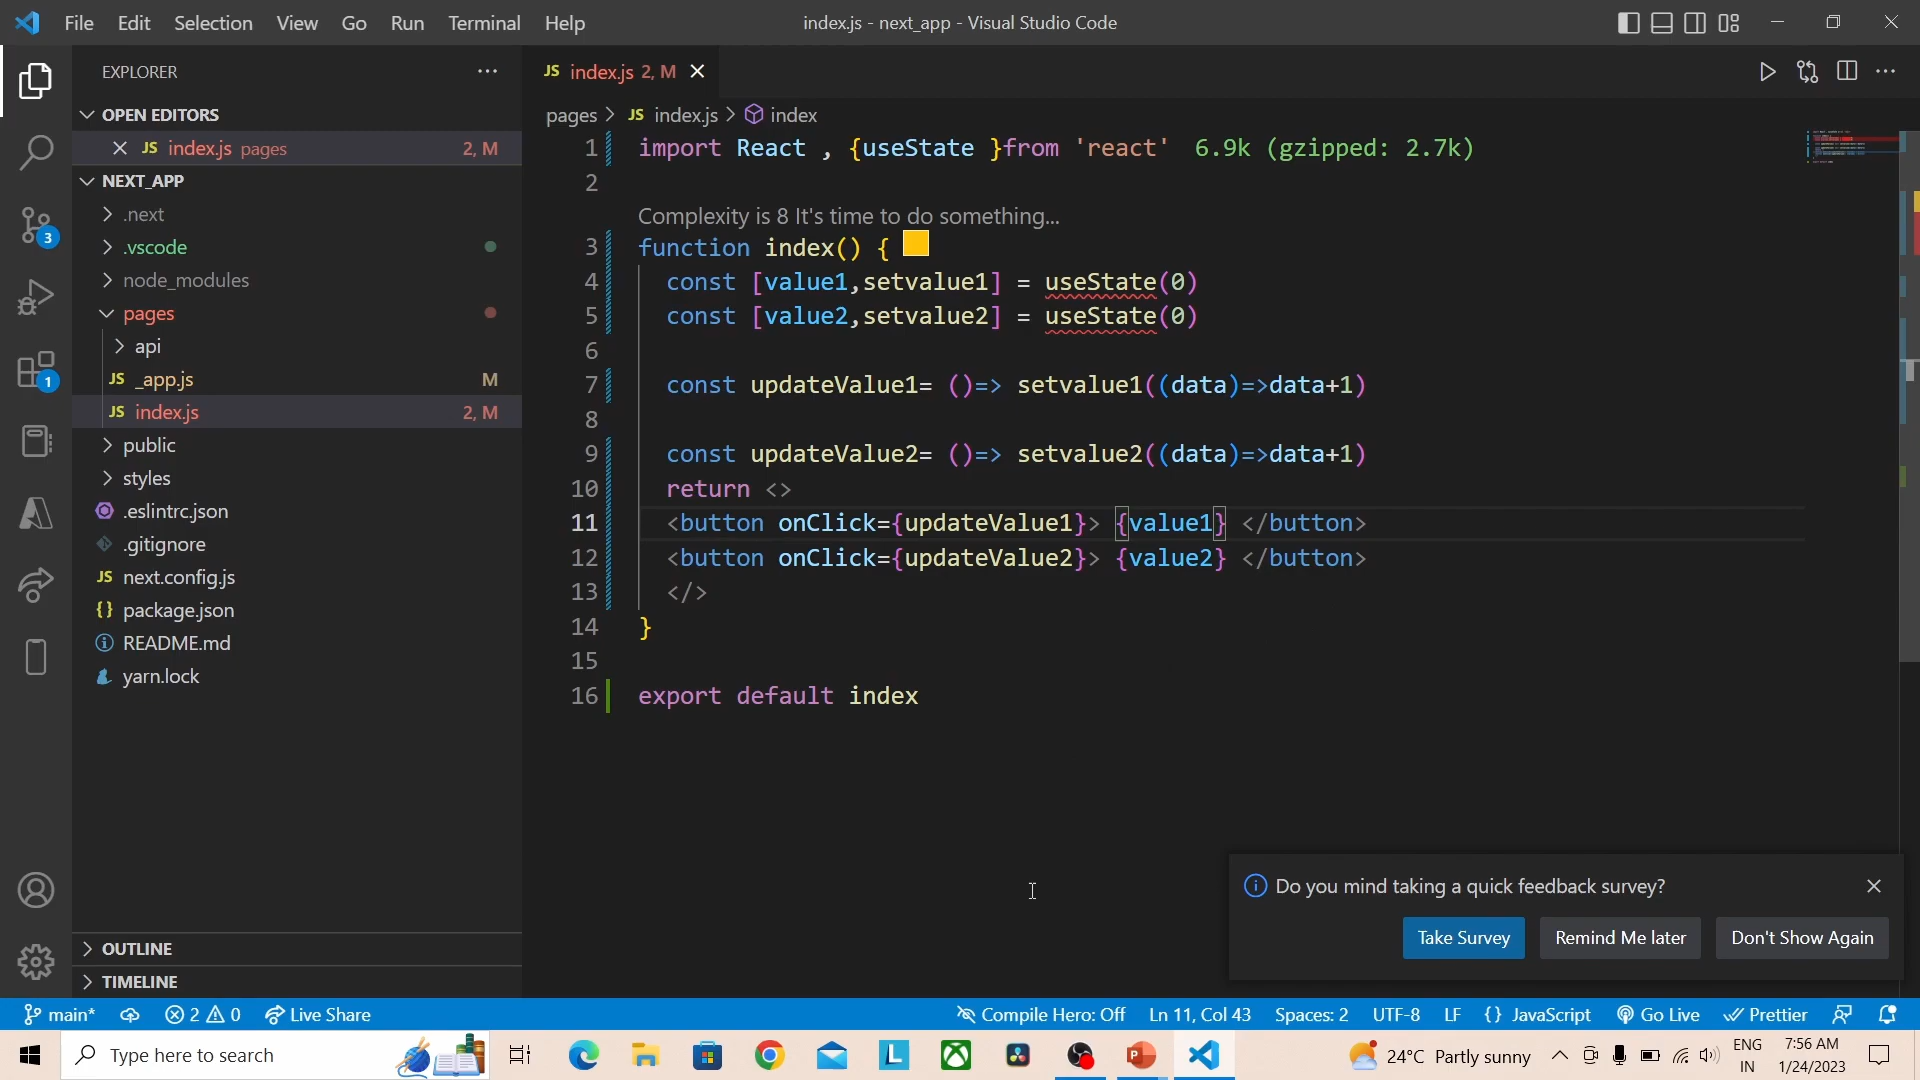 File Edit Selection View Go Run Terminal Help
index.js - next_app - Visual Studio Code
EXPLORER
OPEN EDITORS
JS index.js pages 2, M
NEXT_APP
.next
.vscode
node_modules
pages
api
JS _app.js M
JS index.js 2, M
public
styles
.eslintrc.json
.gitignore
JS next.config.js
{} package.json
README.md
yarn.lock
OUTLINE
TIMELINE
3
1
JS index.js 2, M
pages > JS index.js > index
1 import React , {useState }from 'react' 6.9k (gzipped: 2.7k)
2
Complexity is 8 It's time to do something...
3 function index() {
4 const [value1,setvalue1] = useState(0)
5 const [value2,setvalue2] = useState(0)
6
7 const updateValue1= ()=> setvalue1((data)=>data+1)
8
9 const updateValue2= ()=> setvalue2((data)=>data+1)
10 return <>
11 <button onClick={updateValue1}> {value1} </button>
12 <button onClick={updateValue2}> {value2} </button>
13 </>
14 }
15
16 export default index
Do you mind taking a quick feedback survey?
Take Survey Remind Me later Don't Show Again
main* 2 0 Live Share Compile Hero: Off Ln 11, Col 43 Spaces: 2 UTF-8 LF {} JavaScript Go Live Prettier
Type here to search
24°C Partly sunny
ENG
IN
7:56 AM
1/24/2023